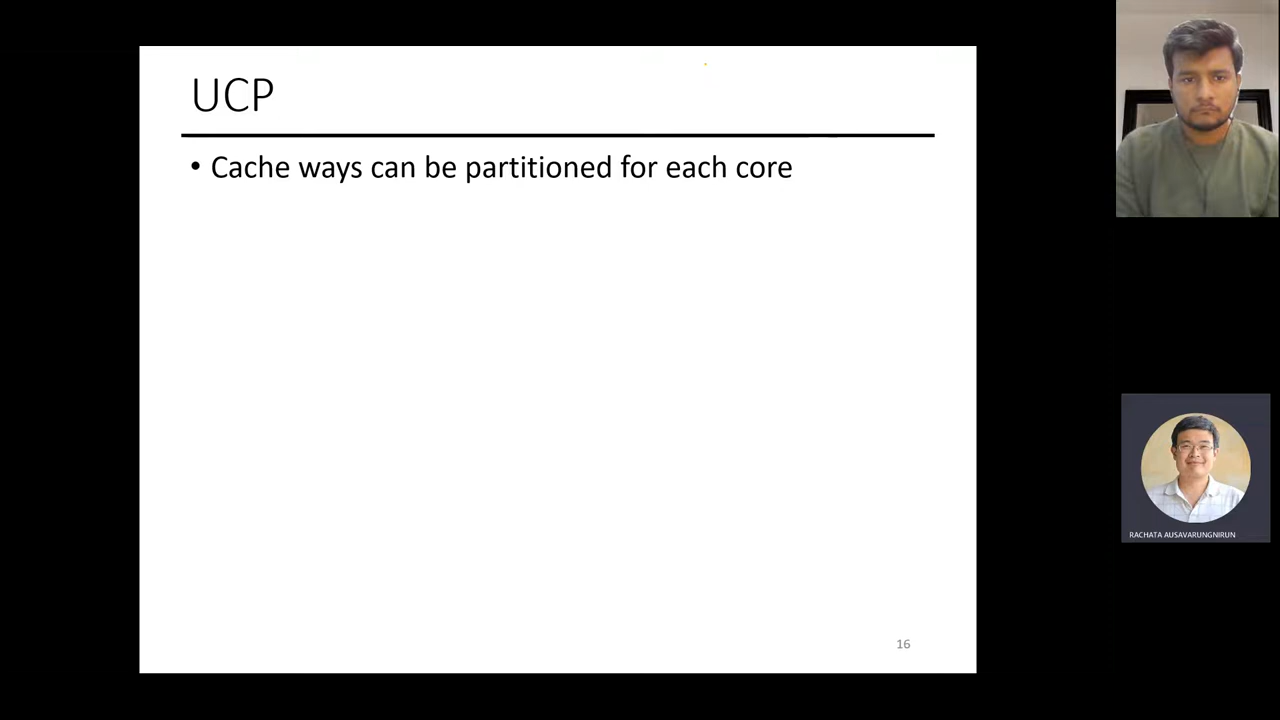 UCP
• Cache ways can be partitioned for each core
16
RACHATA AUSAVARUNGNIRUN